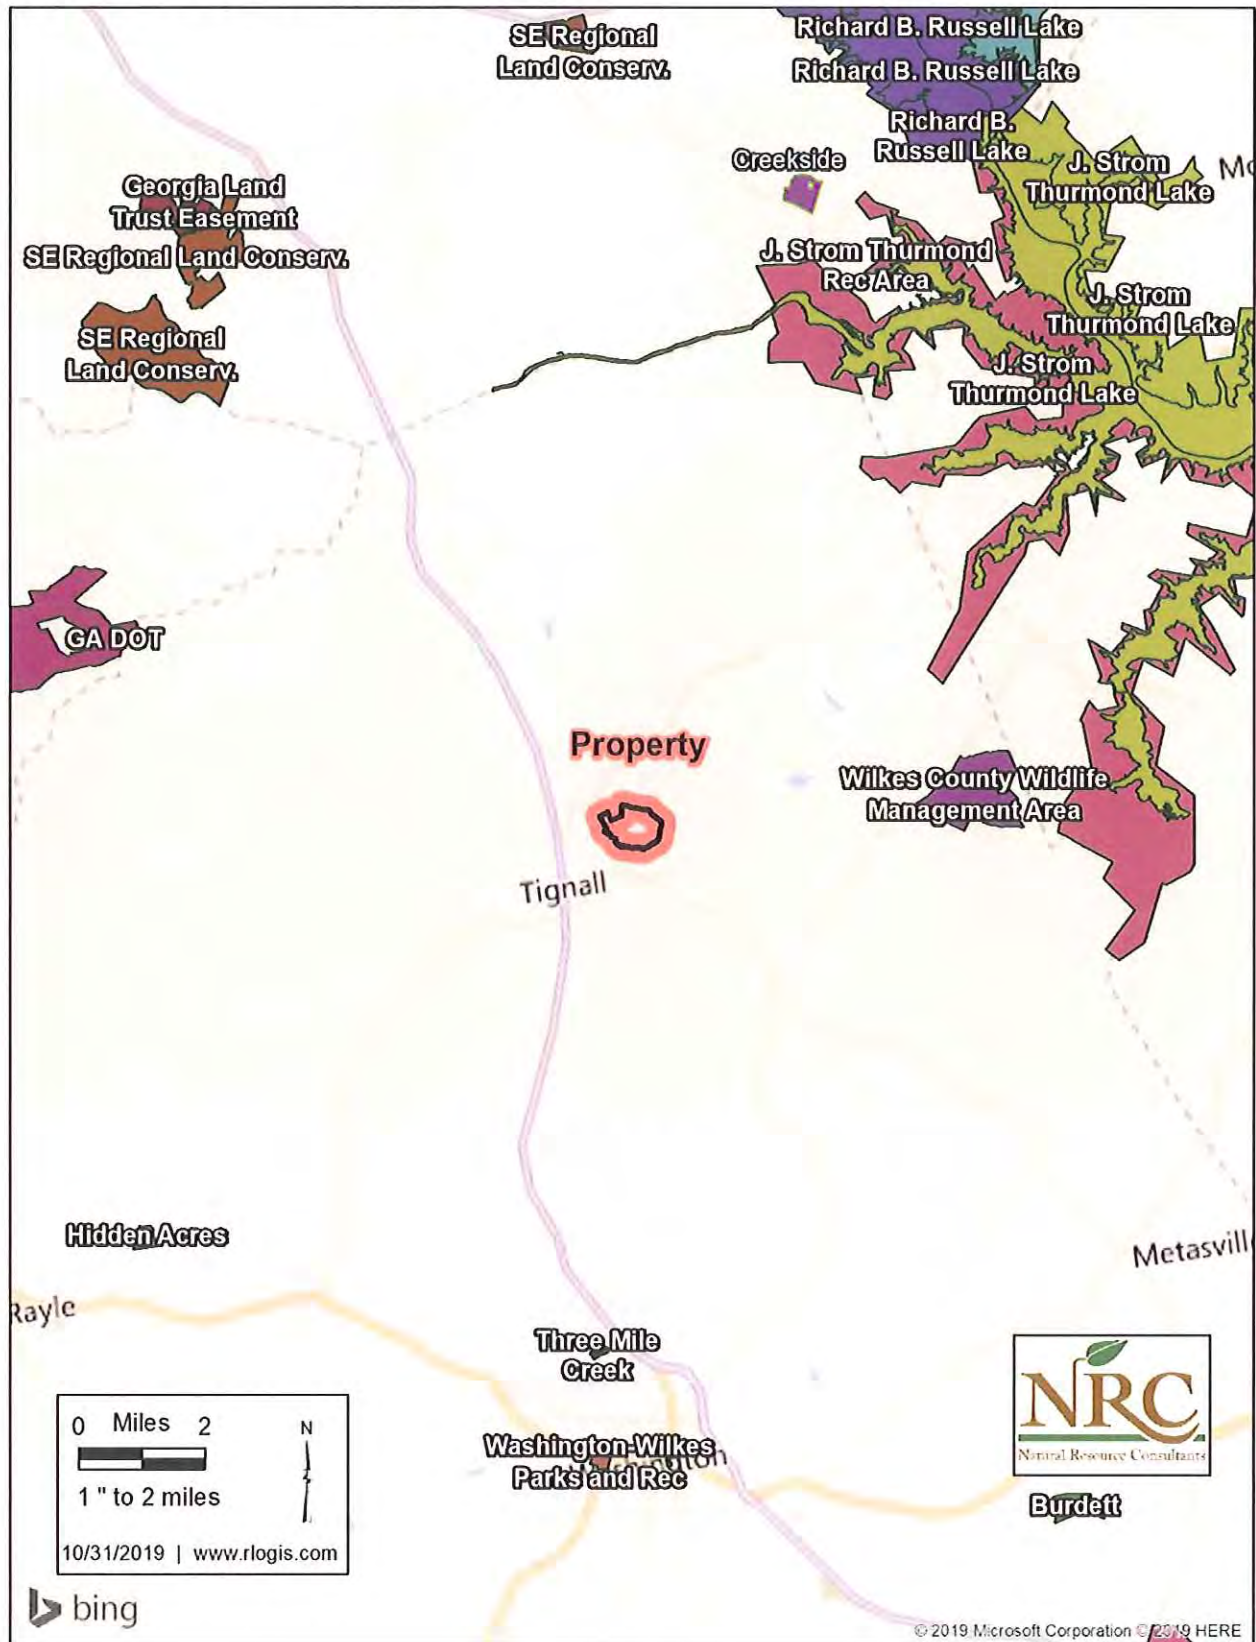 SE Regional
Land Conserv.
Richard B. Russell Lake
Richard B. Russell Lake
Richard B.
Russell Lake
Creekside
J. Strom
Thurmond Lake
Georgia Land
Trust Easement
SE Regional Land Conserv.
J. Strom Thurmond
Rec Area
J. Strom
Thurmond Lake
SE Regional
Land Conserv.
J. Strom
Thurmond Lake
GA DOT
Property
Wilkes County Wildlife
Management Area
Tignall
Hidden Acres
Metasvill
Rayle
Three Mile
Creek
Washington-Wilkes
Parks and Rec
NRC
Natural Resource Consultants
Burdett
0 Miles 2
N
1 " to 2 miles
10/31/2019 | www.rlogis.com
bing
© 2019 Microsoft Corporation © 2019 HERE